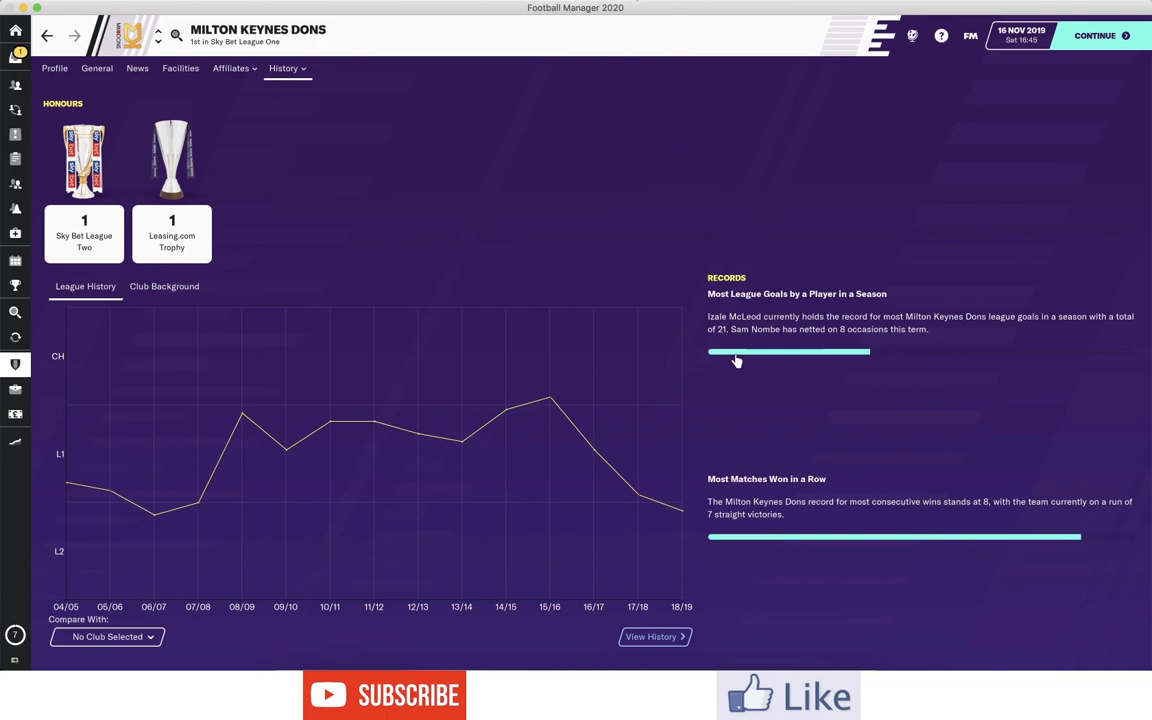 Football Manager 2020
MILTON KEYNES DONS
1st in Sky Bet League One
FM
16 NOV 2019
Sat 16:45
CONTINUE
1
Profile
General
News
Facilities
Affiliates
History
HONOURS
1
Sky Bet League
Two
1
Leasing.com
Trophy
League History
Club Background
CH
L1
L2
04/05
05/06
06/07
07/08
08/09
09/10
10/11
11/12
12/13
13/14
14/15
15/16
16/17
17/18
18/19
Compare With:
No Club Selected
View History
RECORDS
Most League Goals by a Player in a Season
Izale McLeod currently holds the record for most Milton Keynes Dons league goals in a season with a total
of 21. Sam Nombe has netted on 8 occasions this term.
Most Matches Won in a Row
The Milton Keynes Dons record for most consecutive wins stands at 8, with the team currently on a run of
7 straight victories.
7
SUBSCRIBE
Like